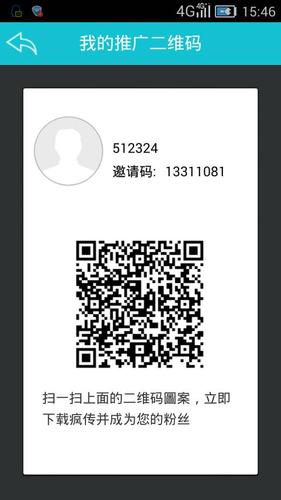 4G 4G 15:46
我的推广二维码
512324
邀请码: 13311081
扫一扫上面的二维码圖案，立即
下载疯传并成为您的粉丝